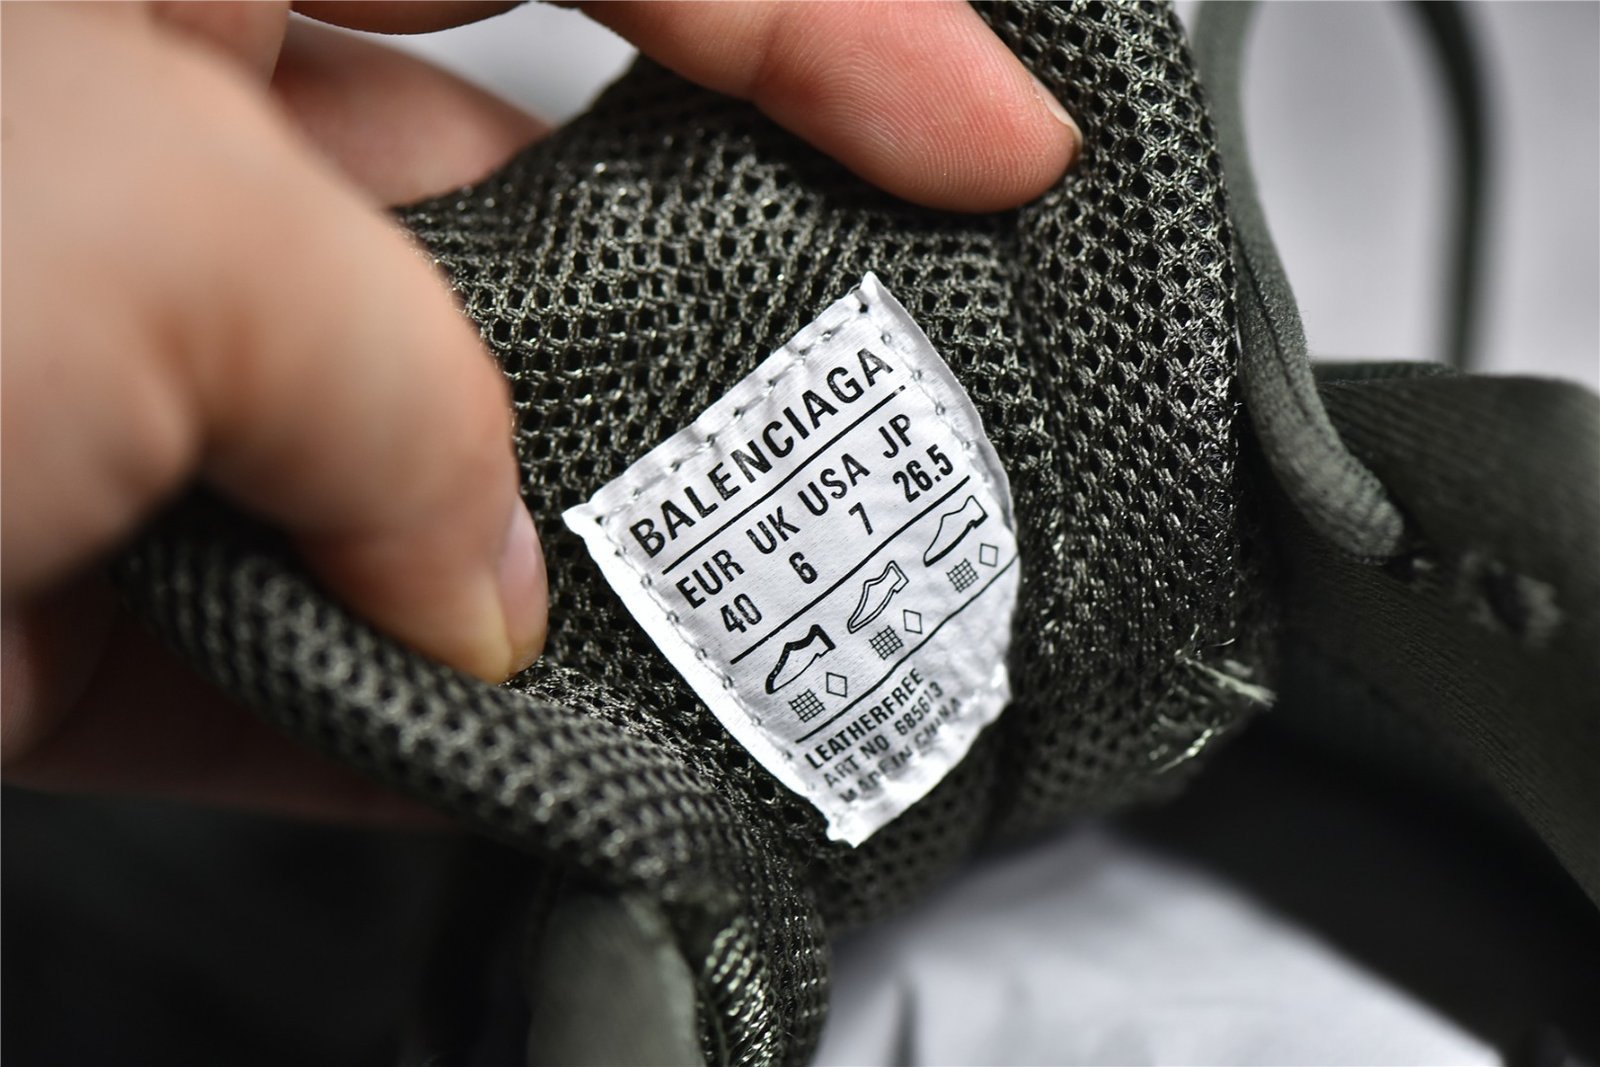 BALENCIAGA
EUR UK USA JP
40 6 7 26.5
LEATHERFREE
ART NO 685613
MADE IN CHINA